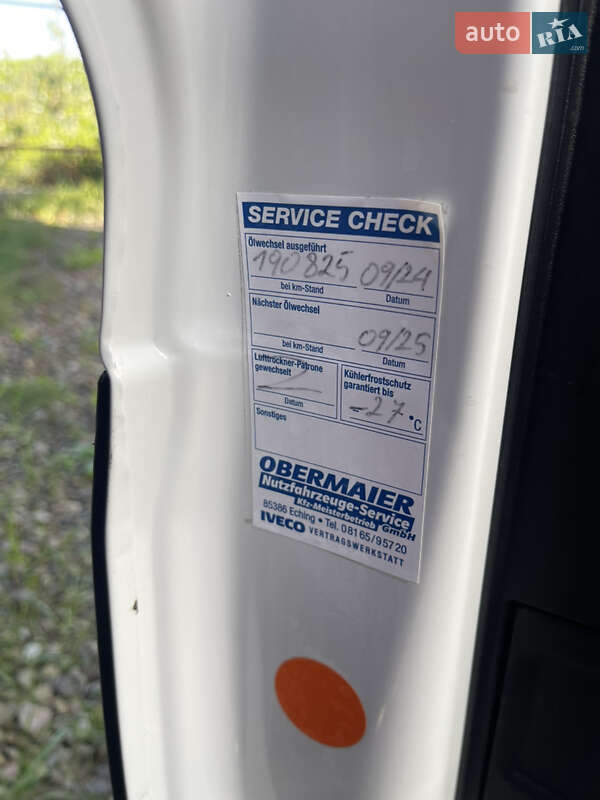 auto RIA.com
SERVICE CHECK
Ölwechsel ausgeführt
190825 09/24
bei km-Stand Datum
Nächster Ölwechsel
09/25
bei km-Stand Datum
Lufttrockner-Patrone gewechselt
Datum
Kühlerfrostschutz garantiert bis
-27 °C
Sonstiges
OBERMAIER
Nutzfahrzeuge-Service
Kfz-Meisterbetrieb GmbH
85386 Eching • Tel. 08165/95720
IVECO VERTRAGSWERKSTATT